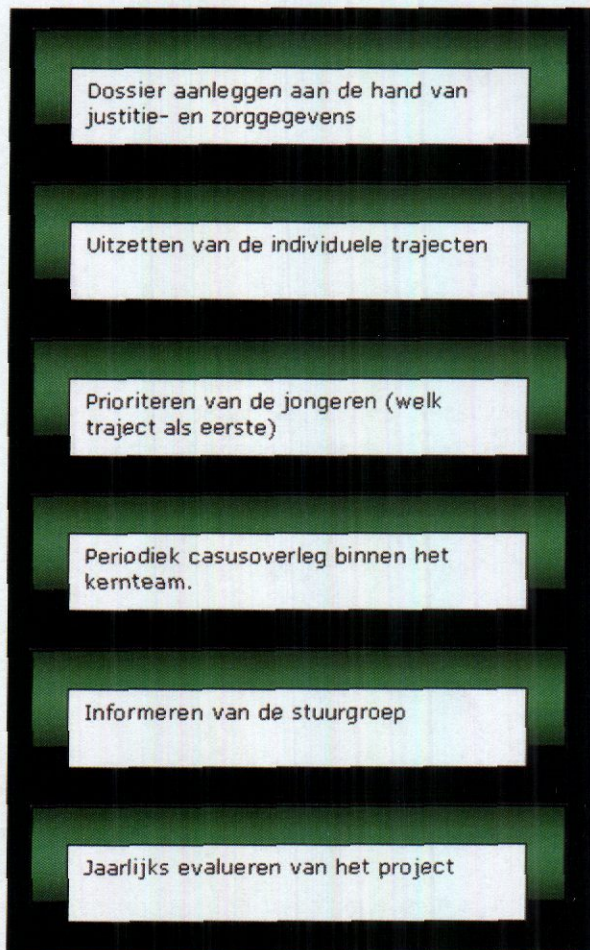 Dossier aanleggen aan de hand van
justitie- en zorggegevens
Uitzetten van de individuele trajecten
Prioriteren van de jongeren (welk
traject als eerste)
Periodiek casusoverleg binnen het
kernteam.
Informeren van de stuurgroep
Jaarlijks evalueren van het project